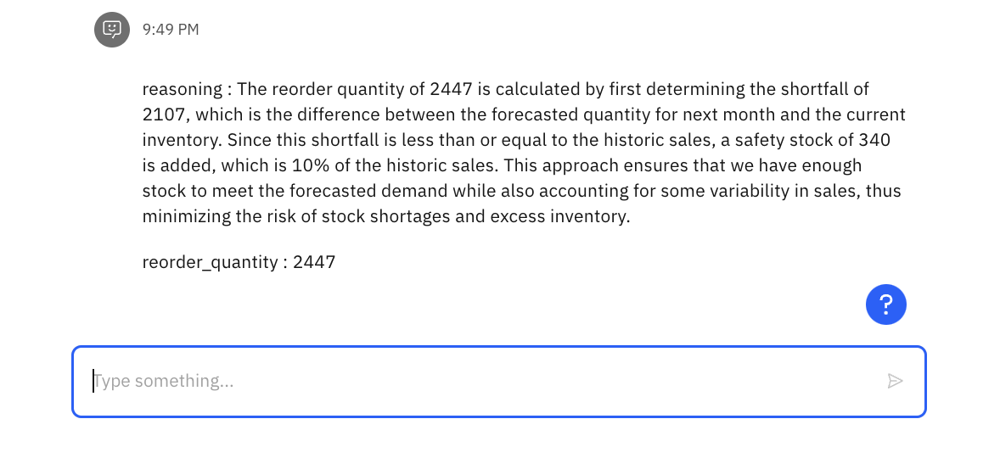 9:49 PM
reasoning : The reorder quantity of 2447 is calculated by first determining the shortfall of
2107, which is the difference between the forecasted quantity for next month and the current
inventory. Since this shortfall is less than or equal to the historic sales, a safety stock of 340
is added, which is 10% of the historic sales. This approach ensures that we have enough
stock to meet the forecasted demand while also accounting for some variability in sales, thus
minimizing the risk of stock shortages and excess inventory.
reorder_quantity : 2447
?
Type something...